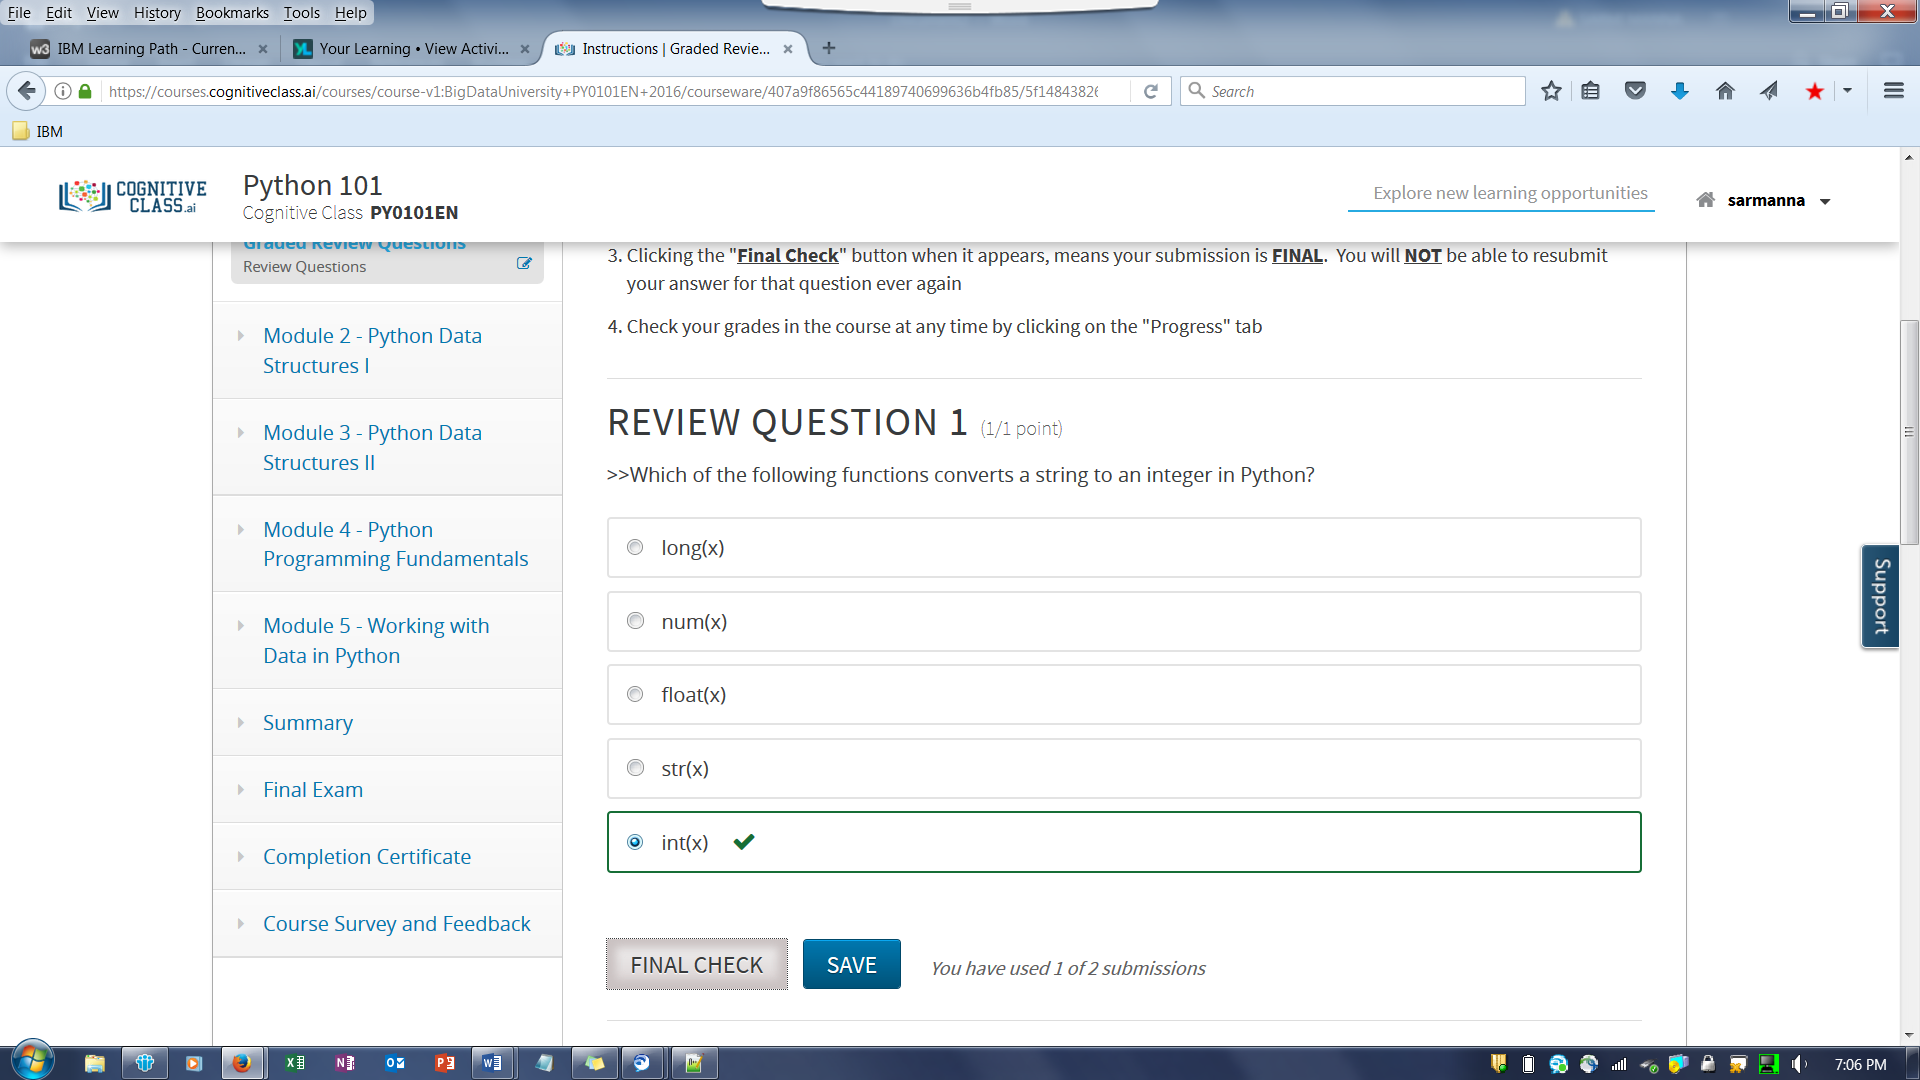 File Edit View History Bookmarks Tools Help
IBM Learning Path - Curren...
Your Learning • View Activi...
Instructions | Graded Revie...
https://courses.cognitiveclass.ai/courses/course-v1:BigDataUniversity+PY0101EN+2016/courseware/407a9f86565c44189740699636b4fb85/5f14843826
Search
IBM
COGNITIVE
CLASS.ai
Python 101
Cognitive Class PY0101EN
Explore new learning opportunities
sarmanna
Graded Review Questions
Review Questions
Module 2 - Python Data
Structures I
Module 3 - Python Data
Structures II
Module 4 - Python
Programming Fundamentals
Module 5 - Working with
Data in Python
Summary
Final Exam
Completion Certificate
Course Survey and Feedback
3. Clicking the "Final Check" button when it appears, means your submission is FINAL. You will NOT be able to resubmit
your answer for that question ever again
4. Check your grades in the course at any time by clicking on the "Progress" tab
REVIEW QUESTION 1 (1/1 point)
>>Which of the following functions converts a string to an integer in Python?
long(x)
num(x)
float(x)
str(x)
int(x)
FINAL CHECK
SAVE
You have used 1 of 2 submissions
Support
7:06 PM